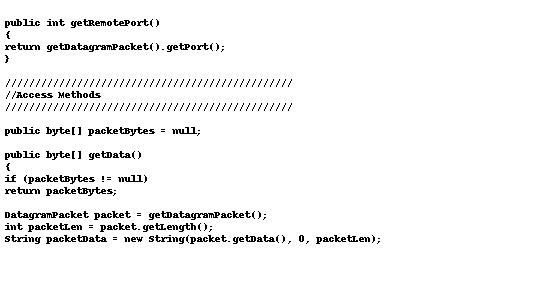 public int getRemotePort()
{
return getDatagramPacket().getPort();
}
////////////////////////////////////////////////
//Access Methods
////////////////////////////////////////////////
public byte[] packetBytes = null;
public byte[] getData()
{
if (packetBytes != null)
return packetBytes;
DatagramPacket packet = getDatagramPacket();
int packetLen = packet.getLength();
String packetData = new String(packet.getData(), 0, packetLen);